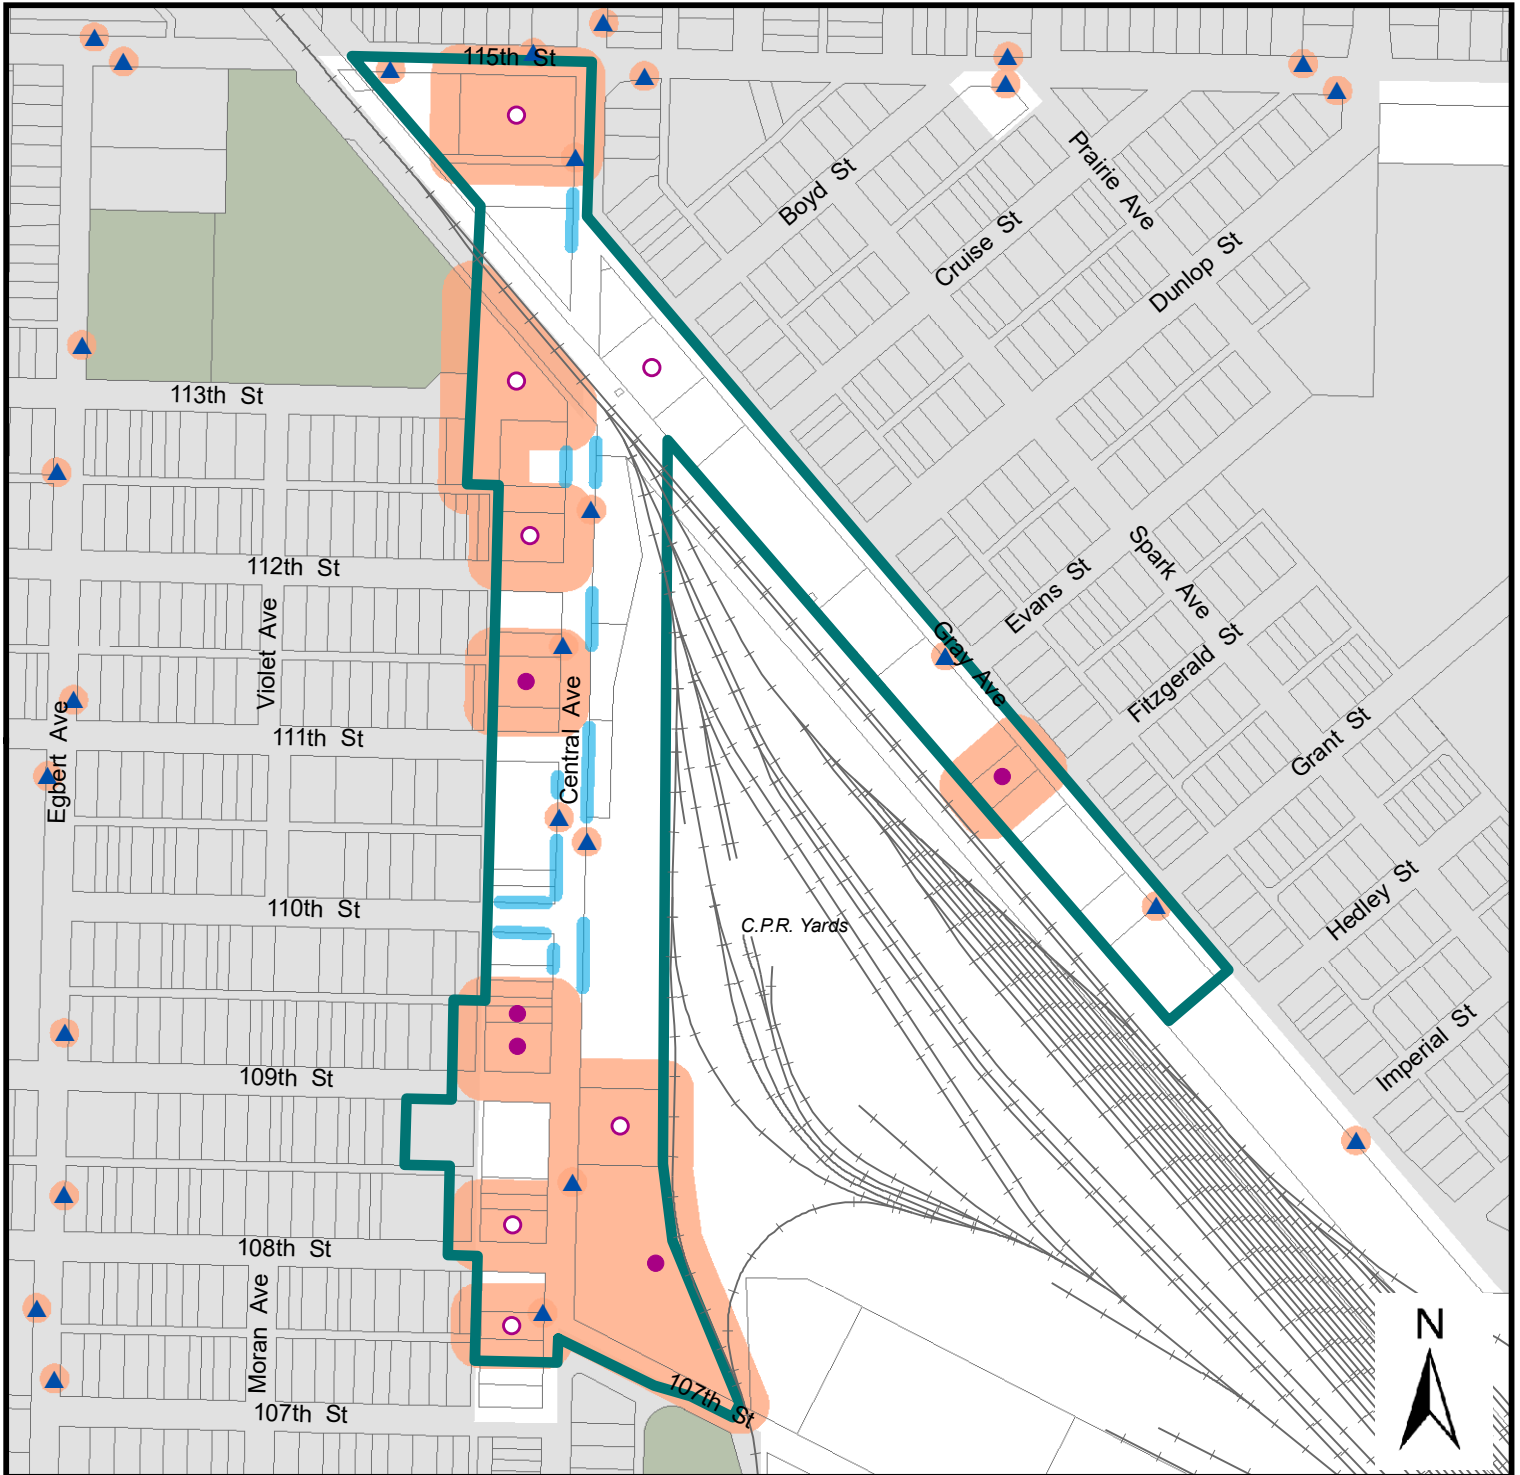 115th St
Boyd St
Prairie Ave
Cruise St
Dunlop St
113th St
112th St
Violet Ave
Evans St
Spark Ave
Gray Ave
Fitzgerald St
Grant St
Egbert Ave
111th St
Central Ave
Hedley St
110th St
C.P.R. Yards
Imperial St
109th St
108th St
Moran Ave
107th St
107th St
N